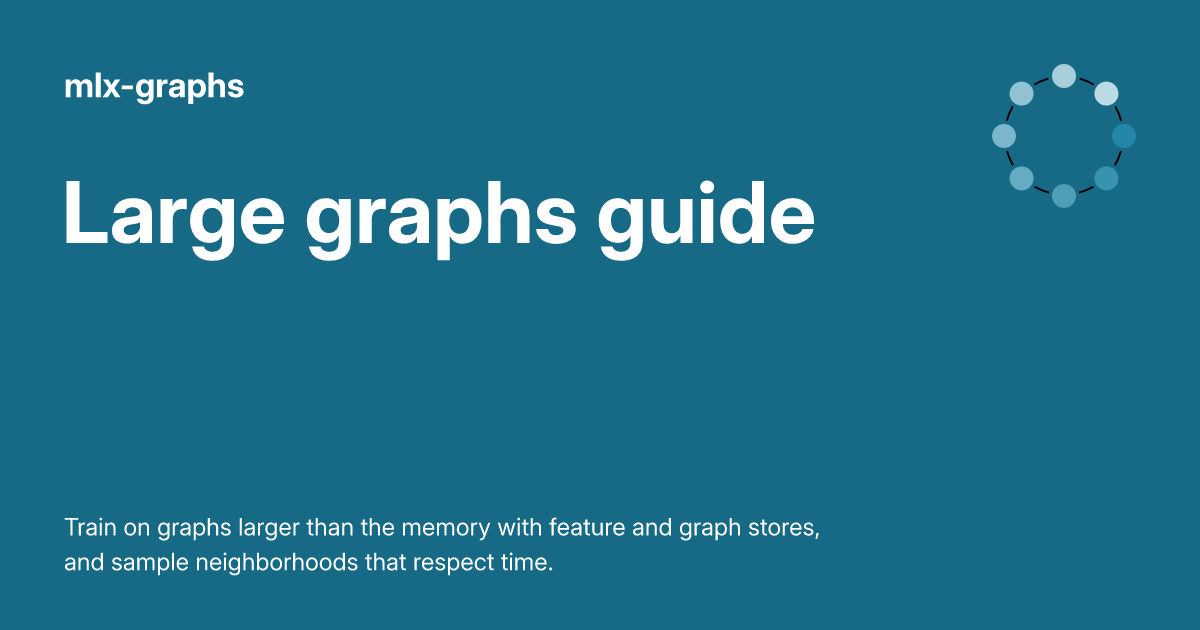 mlx-graphs
Large graphs guide
Train on graphs larger than the memory with feature and graph stores,
and sample neighborhoods that respect time.